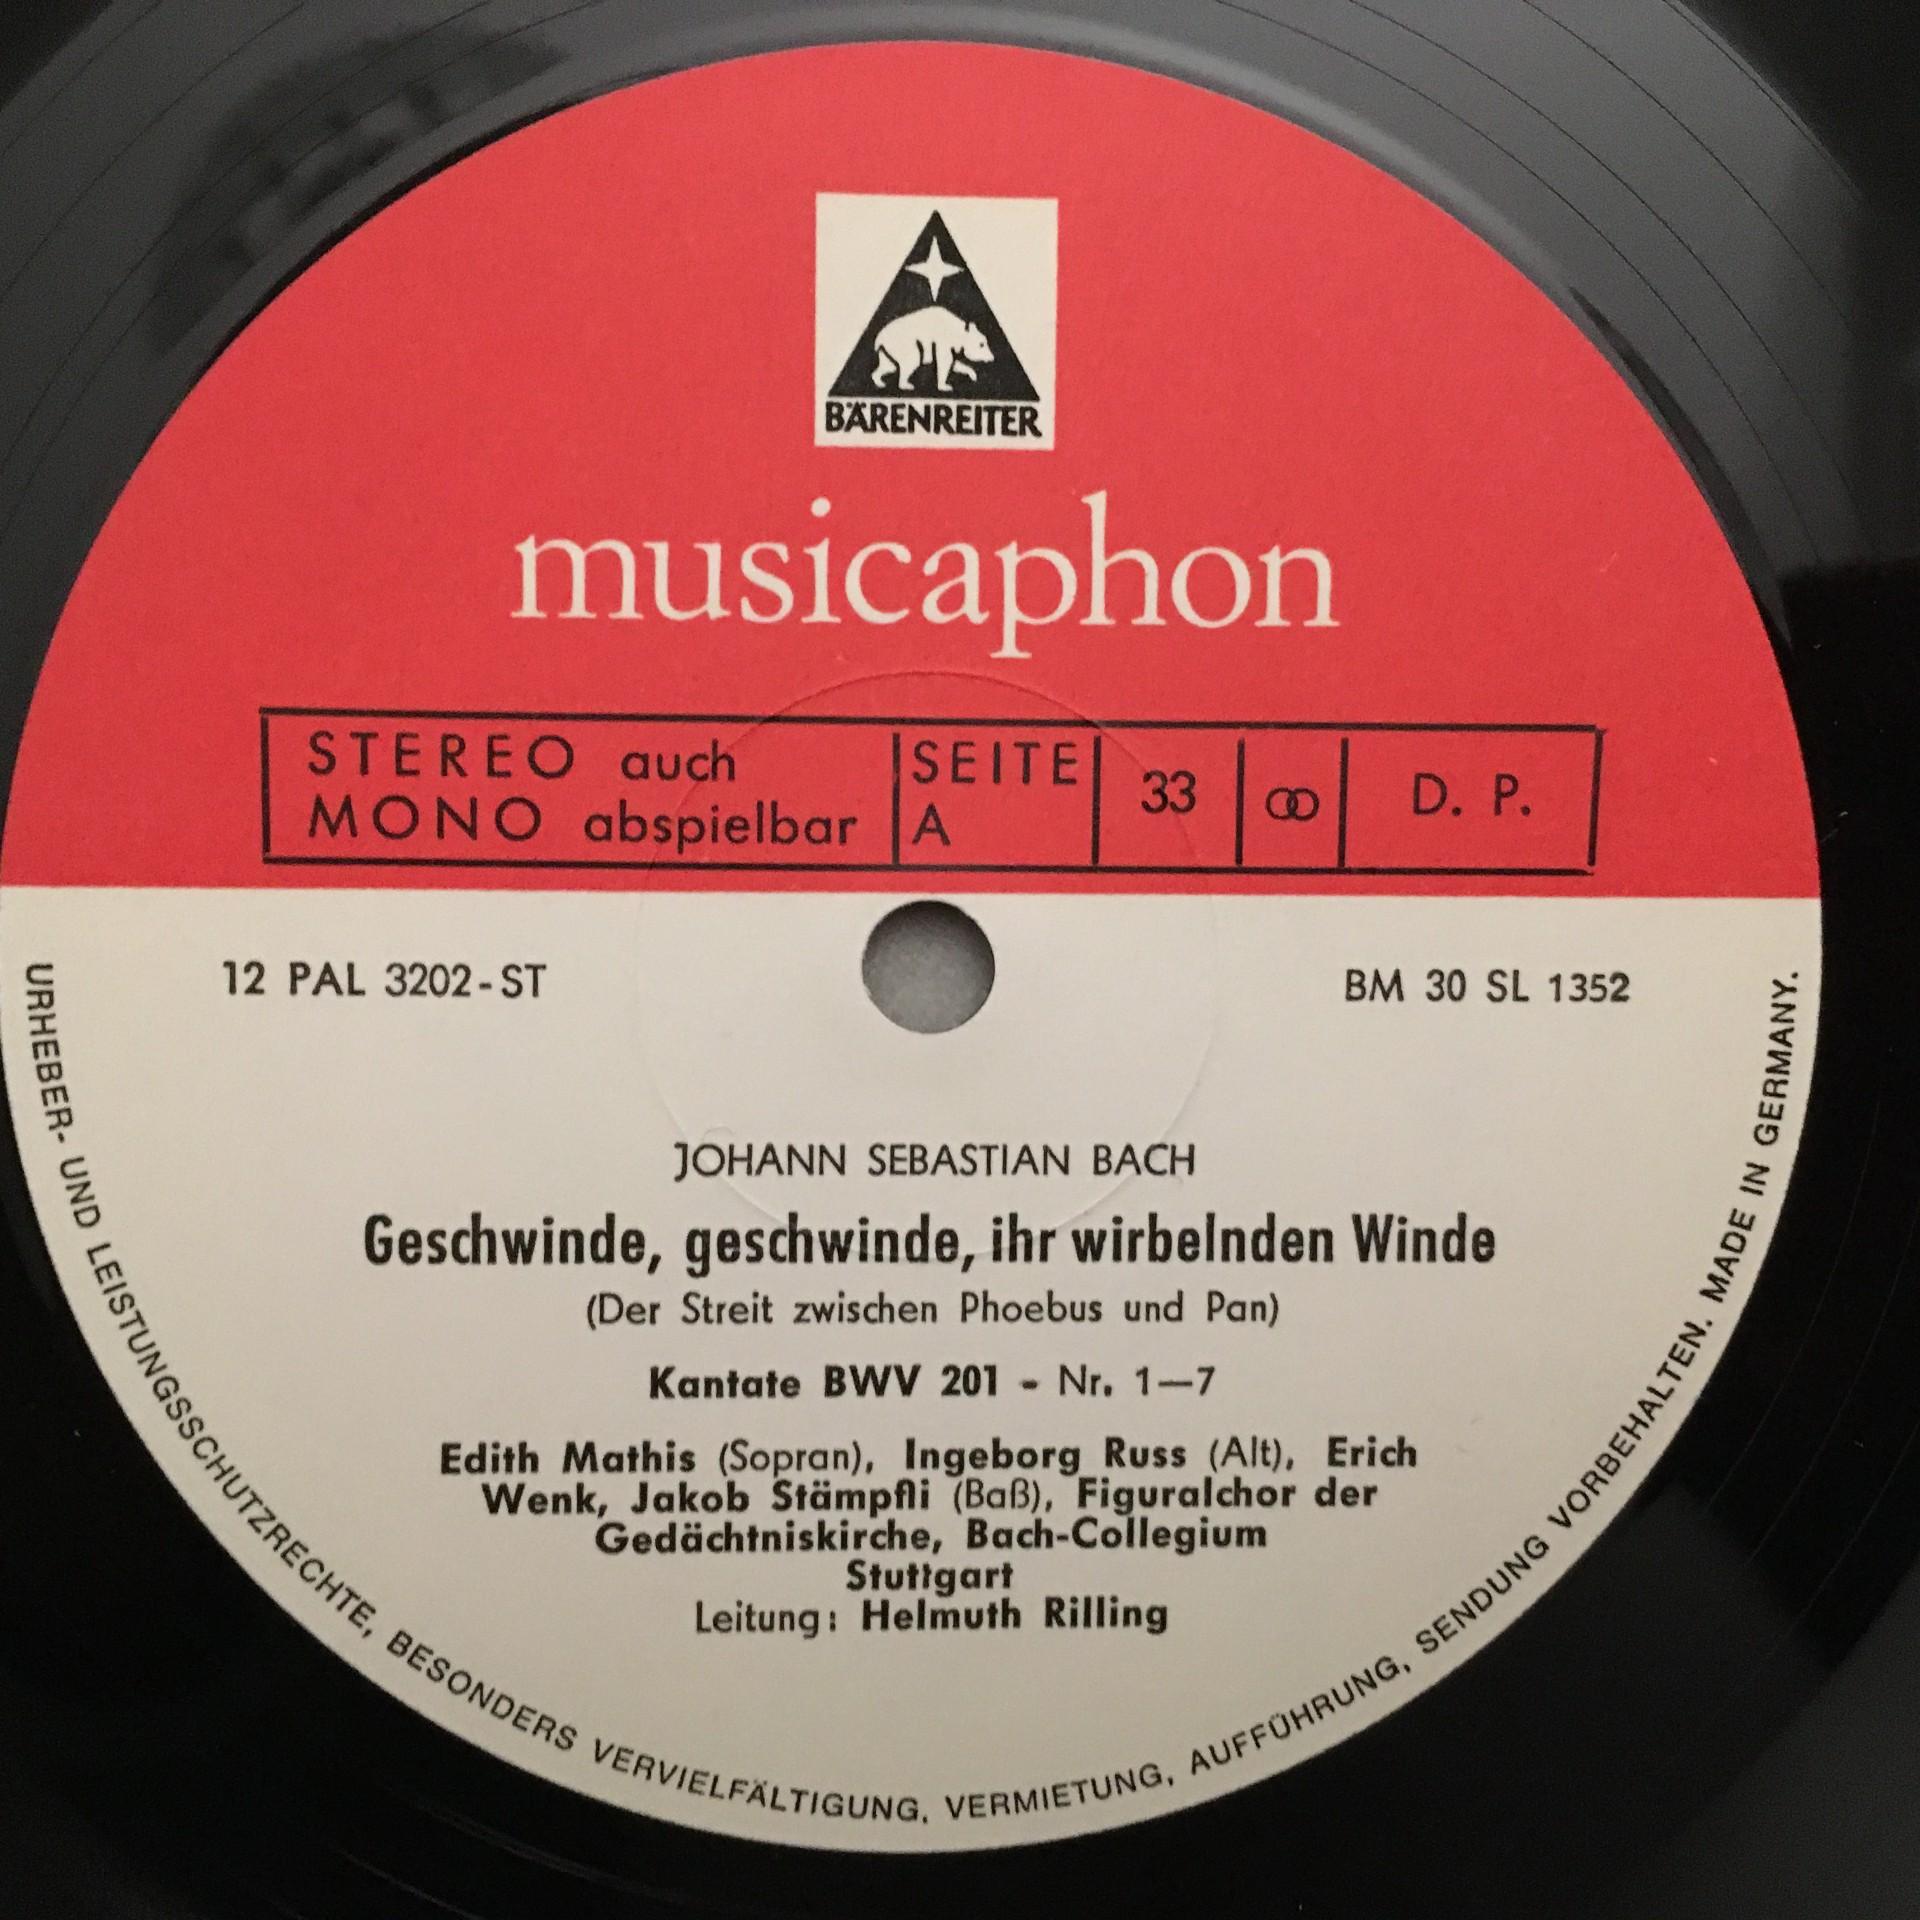 BÄRENREITER
musicaphon
STEREO auch
MONO abspielbar
SEITE
A
33
D. P.
12 PAL 3202-ST
BM 30 SL 1352
JOHANN SEBASTIAN BACH
Geschwinde, geschwinde, ihr wirbelnden Winde
(Der Streit zwischen Phoebus und Pan)
Kantate BWV 201 - Nr. 1—7
Edith Mathis (Sopran), Ingeborg Russ (Alt), Erich
Wenk, Jakob Stämpfli (Baß), Figuralchor der
Gedächtniskirche, Bach-Collegium
Stuttgart
Leitung: Helmuth Rilling
URHEBER- UND LEISTUNGSSCHUTZRECHTE, BESONDERS VERVIELFÄLTIGUNG, VERMIETUNG, AUFFÜHRUNG, SENDUNG VORBEHALTEN. MADE IN GERMANY.